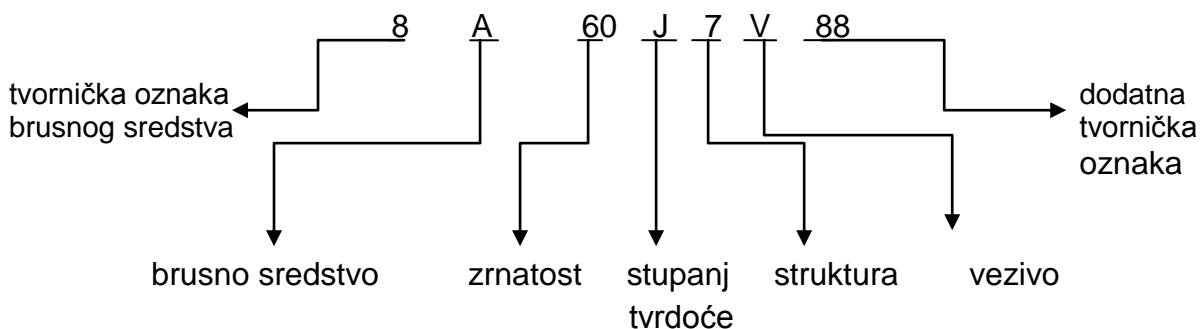 8 A 60 J 7 V 88
tvornička oznaka
brusnog sredstva
dodatna
tvornička
oznaka
brusno sredstvo
zrnatost
stupanj
tvrdoće
struktura
vezivo